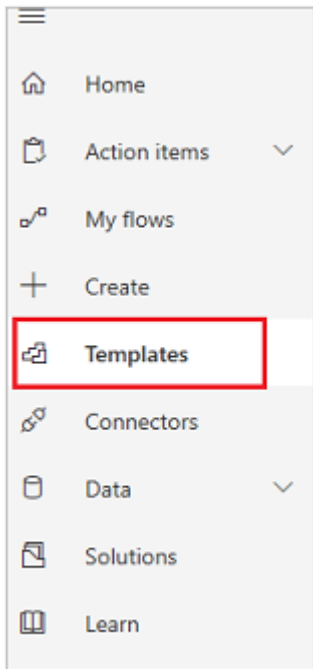 Home
Action items
My flows
Create
Templates
Connectors
Data
Solutions
Learn